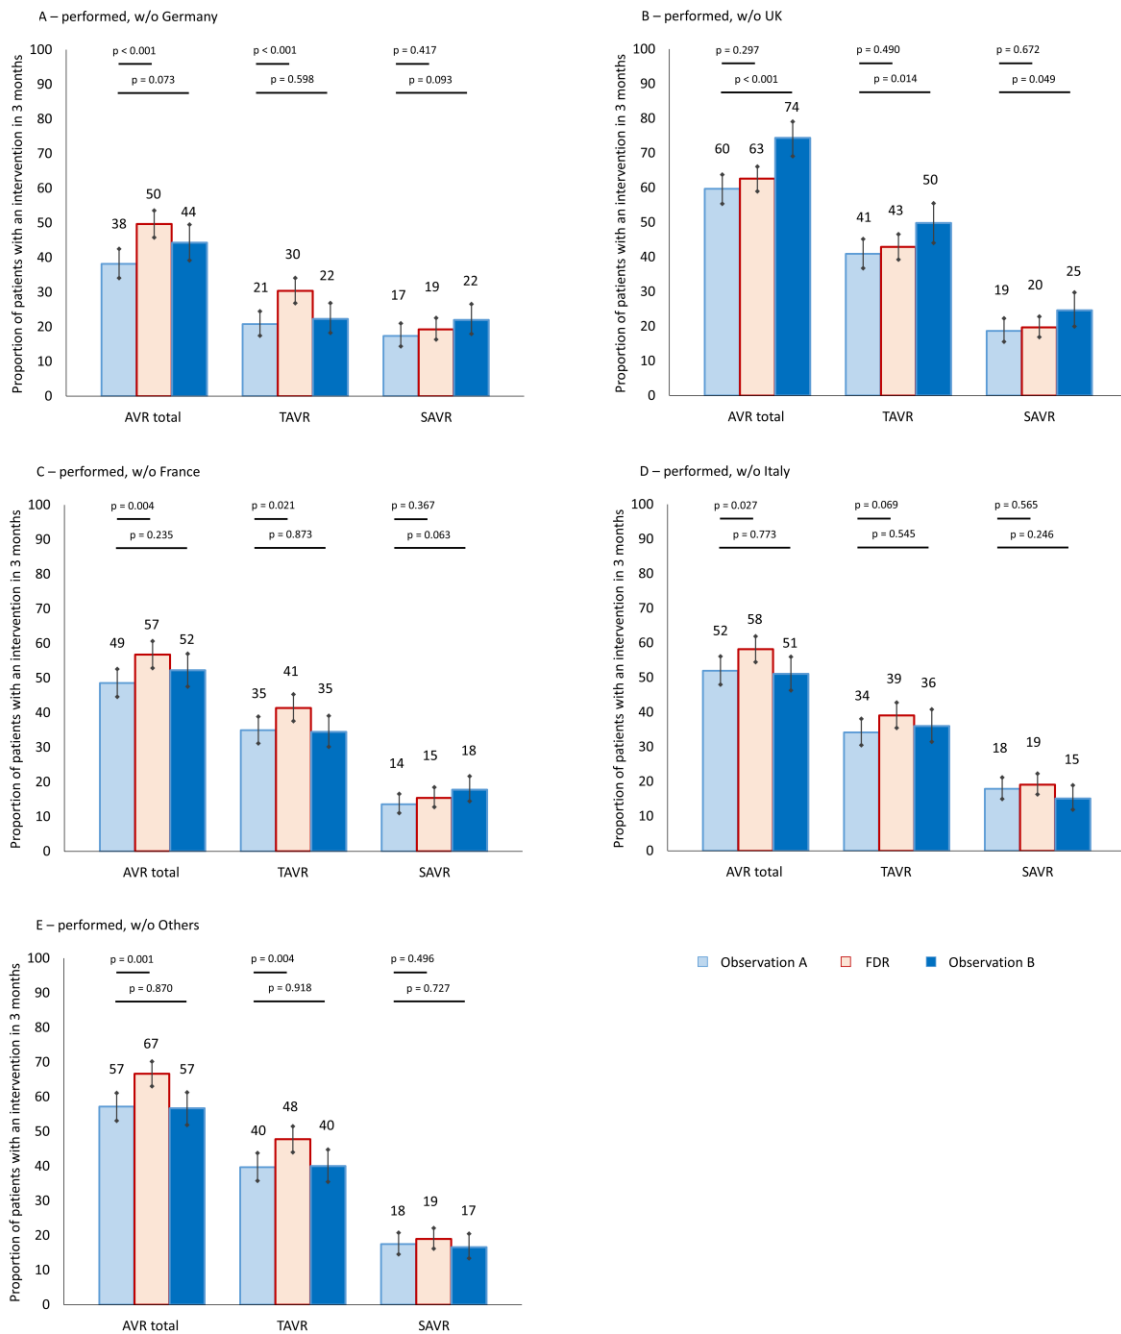 A – performed, w/o Germany
Proportion of patients with an intervention in 3 months
100
90
80
70
60
50
40
30
20
10
0
p < 0.001
p = 0.073
p < 0.001
p = 0.598
p = 0.417
p = 0.093
38
50
44
21
30
22
17
19
22
AVR total
TAVR
SAVR
B – performed, w/o UK
Proportion of patients with an intervention in 3 months
100
90
80
70
60
50
40
30
20
10
0
p = 0.297
p < 0.001
p = 0.490
p = 0.014
p = 0.672
p = 0.049
60
63
74
41
43
50
19
20
25
AVR total
TAVR
SAVR
C – performed, w/o France
Proportion of patients with an intervention in 3 months
100
90
80
70
60
50
40
30
20
10
0
p = 0.004
p = 0.235
p = 0.021
p = 0.873
p = 0.367
p = 0.063
49
57
52
35
41
35
14
15
18
AVR total
TAVR
SAVR
D – performed, w/o Italy
Proportion of patients with an intervention in 3 months
100
90
80
70
60
50
40
30
20
10
0
p = 0.027
p = 0.773
p = 0.069
p = 0.545
p = 0.565
p = 0.246
52
58
51
34
39
36
18
19
15
AVR total
TAVR
SAVR
E – performed, w/o Others
Proportion of patients with an intervention in 3 months
100
90
80
70
60
50
40
30
20
10
0
p = 0.001
p = 0.870
p = 0.004
p = 0.918
p = 0.496
p = 0.727
57
67
57
40
48
40
18
19
17
AVR total
TAVR
SAVR
Observation A
FDR
Observation B